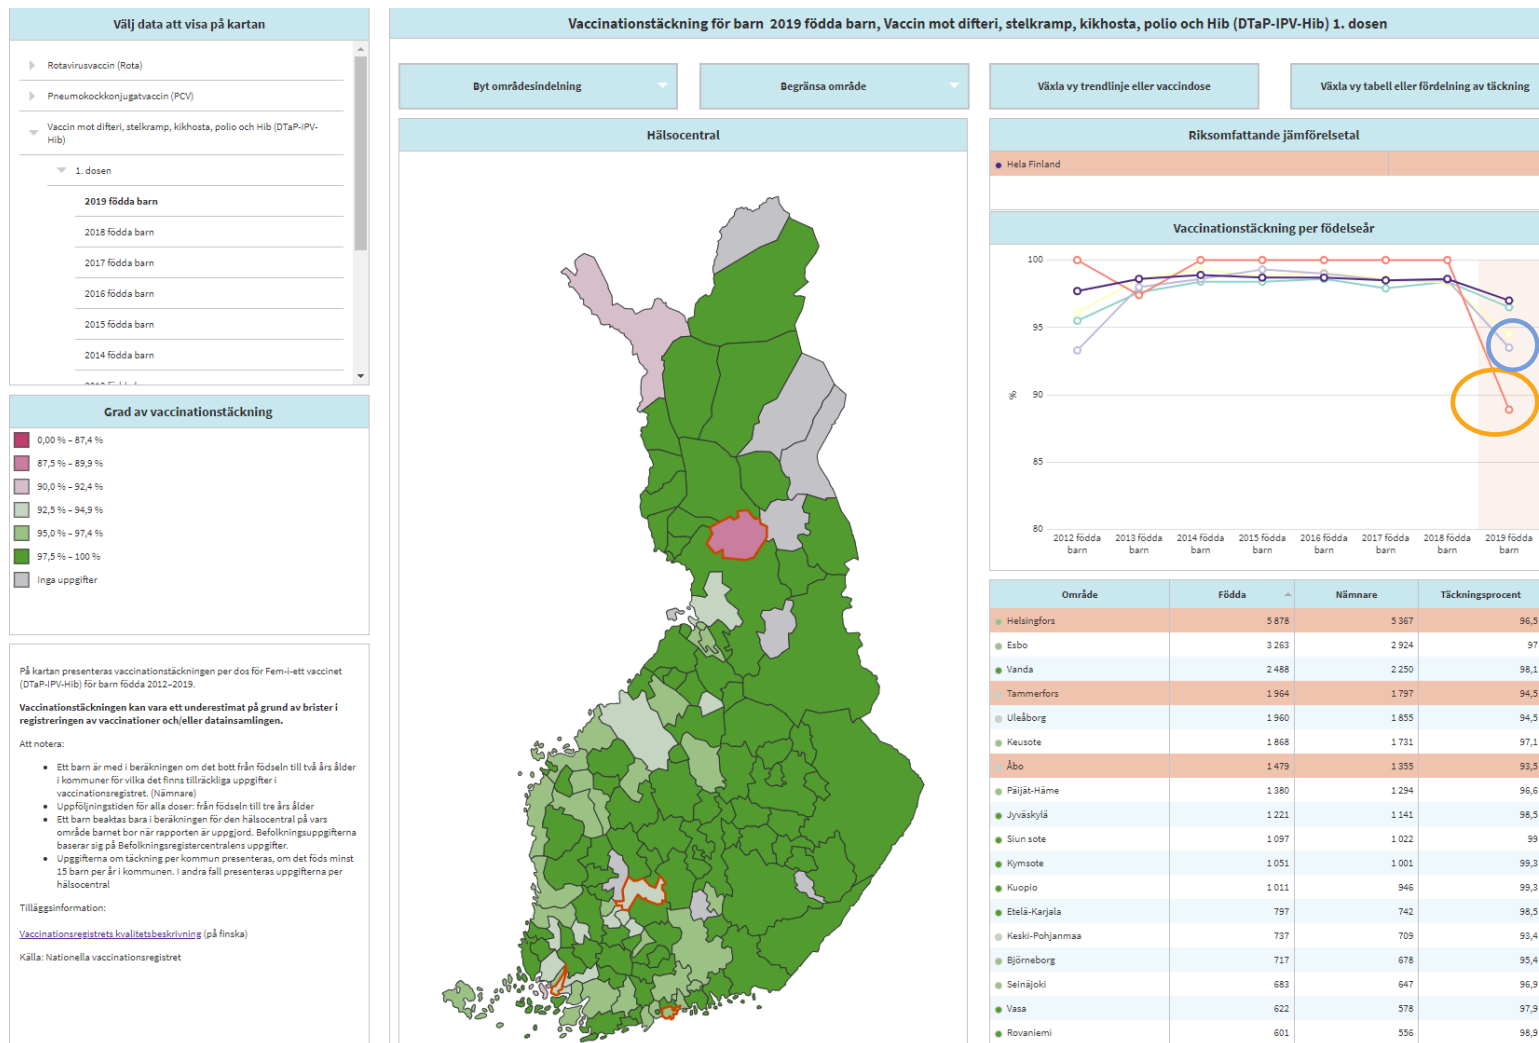 Välj data att visa på kartan
Rotavirusvaccin (Rota)
Pneumokockkonjugatvaccin (PCV)
Vaccin mot difteri, stelkramp, kikhosta, polio och Hib (DTaP-IPV-
Hib)
1. dosen
2019 födda barn
2018 födda barn
2017 födda barn
2016 födda barn
2015 födda barn
2014 födda barn
Grad av vaccinationstäckning
0,00 % – 87,4 %
87,5 % – 89,9 %
90,0 % – 92,4 %
92,5 % – 94,9 %
95,0 % – 97,4 %
97,5 % – 100 %
Inga uppgifter
På kartan presenteras vaccinationstäckningen per dos för Fem-i-ett vaccinet
(DTaP-IPV-Hib) för barn födda 2012–2019.
Vaccinationstäckningen kan vara ett underestimat på grund av brister i
registreringen av vaccinationer och/eller datainsamlingen.
Att notera:
• Ett barn är med i beräkningen om det bott från födseln till två års ålder
i kommuner för vilka det finns tillräckliga uppgifter i
vaccinationsregistret. (Nämnare)
• Uppföljningstiden för alla doser: från födseln till tre års ålder
• Ett barn beaktas bara i beräkningen för den hälsocentral på vars
område barnet bor när rapporten är uppgjord. Befolkningsuppgifterna
baserar sig på Befolkningsregistercentralens uppgifter.
• Uppgifterna om täckning per kommun presenteras, om det föds minst
15 barn per år i kommunen. I andra fall presenteras uppgifterna per
hälsocentral
Tilläggsinformation:
Vaccinationsregistrets kvalitetsbeskrivning (på finska)
Källa: Nationella vaccinationsregistret
Vaccinationstäckning för barn 2019 födda barn, Vaccin mot difteri, stelkramp, kikhosta, polio och Hib (DTaP-IPV-Hib) 1. dosen
Byt områdesindelning
Begränsa område
Växla vy trendlinje eller vaccindose
Växla vy tabell eller fördelning av täckning
Hälsocentral
Riksomfattande jämförelsetal
Hela Finland
Vaccinationstäckning per födelseår
100
95
90
85
80
%
2012 födda barn
2013 födda barn
2014 födda barn
2015 födda barn
2016 födda barn
2017 födda barn
2018 födda barn
2019 födda barn
Område Födda Nämnare Täckningsprocent
Helsingfors 5 878 5 367 96,5
Esbo 3 263 2 924 97
Vanda 2 488 2 250 98,1
Tammerfors 1 964 1 797 94,5
Uleåborg 1 960 1 855 94,5
Keusote 1 868 1 731 97,1
Åbo 1 479 1 355 93,5
Päijät-Häme 1 380 1 294 96,6
Jyväskylä 1 221 1 141 98,5
Siun sote 1 097 1 022 99
Kymsote 1 051 1 001 99,3
Kuopio 1 011 946 99,3
Etelä-Karjala 797 742 98,5
Keski-Pohjanmaa 737 709 93,4
Björneborg 717 678 95,4
Seinäjoki 683 647 96,9
Vasa 622 578 97,9
Rovaniemi 601 556 98,9